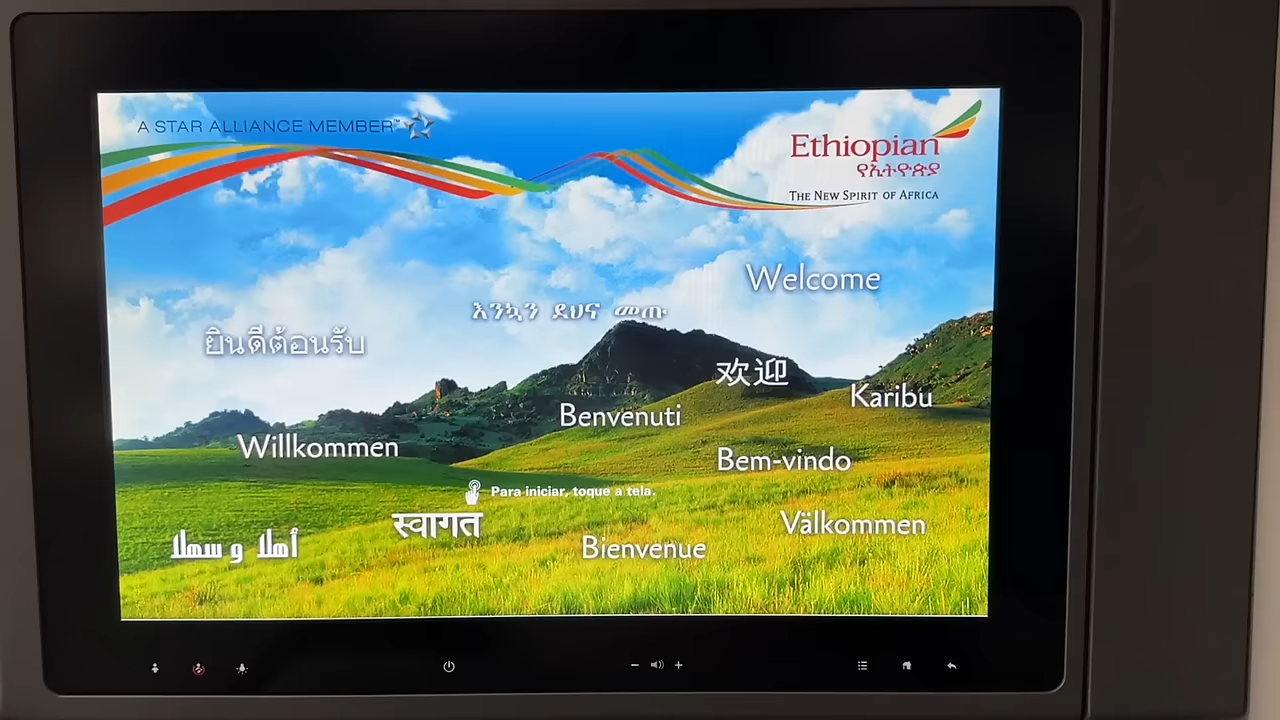 A STAR ALLIANCE MEMBER™
Ethiopian
የኢትዮጵያ
THE NEW SPIRIT OF AFRICA
Welcome
እንኳን ደህና መጡ
ยินดีต้อนรับ
欢迎
Karibu
Benvenuti
Willkommen
Bem-vindo
Para iniciar, toque a tela.
स्वागत
Välkommen
أهلا و سهلا
Bienvenue